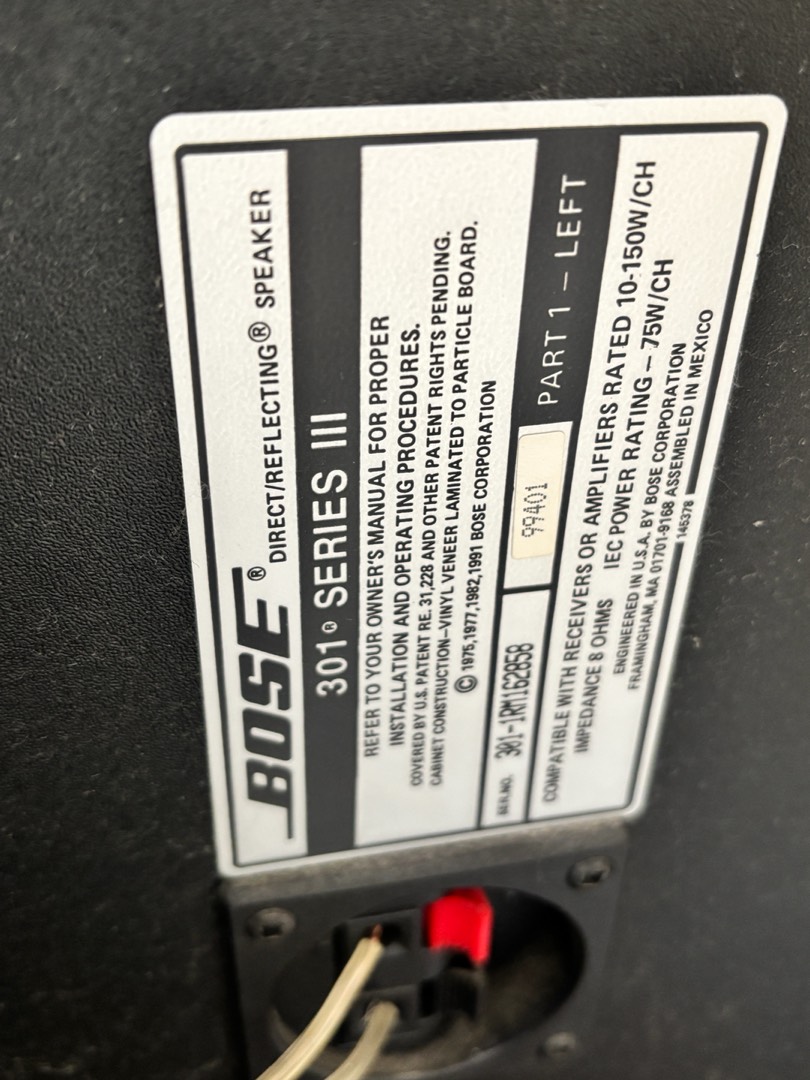 BOSE® DIRECT/REFLECTING® SPEAKER
301® SERIES III
REFER TO YOUR OWNER'S MANUAL FOR PROPER
INSTALLATION AND OPERATING PROCEDURES.
COVERED BY U.S. PATENT RE. 31,228 AND OTHER PATENT RIGHTS PENDING.
CABINET CONSTRUCTION–VINYL VENEER LAMINATED TO PARTICLE BOARD.
© 1975,1977,1982,1991 BOSE CORPORATION
SER.NO. 301-1RM162858 99401 PART 1 – LEFT
COMPATIBLE WITH RECEIVERS OR AMPLIFIERS RATED 10-150W/CH
IMPEDANCE 8 OHMS IEC POWER RATING – 75W/CH
ENGINEERED IN U.S.A. BY BOSE CORPORATION
FRAMINGHAM, MA 01701-9168 ASSEMBLED IN MEXICO
145378